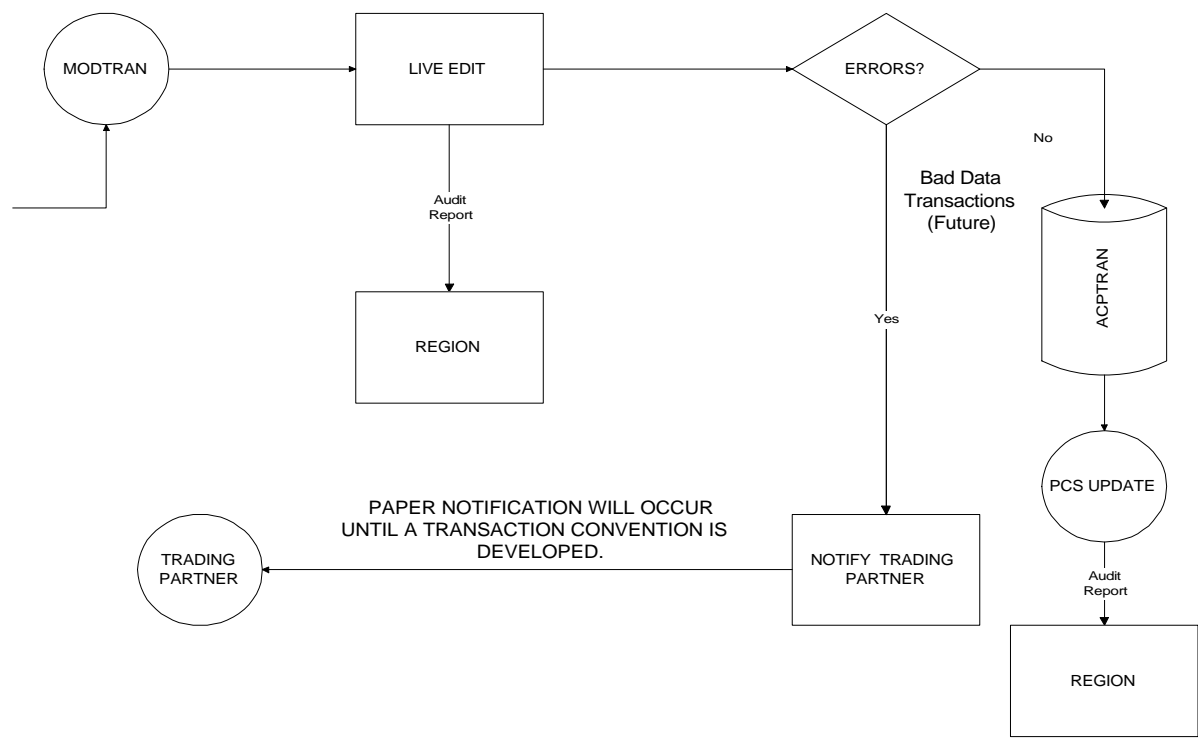 MODTRAN
LIVE EDIT
ERRORS?
No
Audit
Report
Bad Data
Transactions
(Future)
ACPTRAN
Yes
REGION
PCS UPDATE
PAPER NOTIFICATION WILL OCCUR
UNTIL A TRANSACTION CONVENTION IS
DEVELOPED.
TRADING
PARTNER
NOTIFY TRADING
PARTNER
Audit
Report
REGION